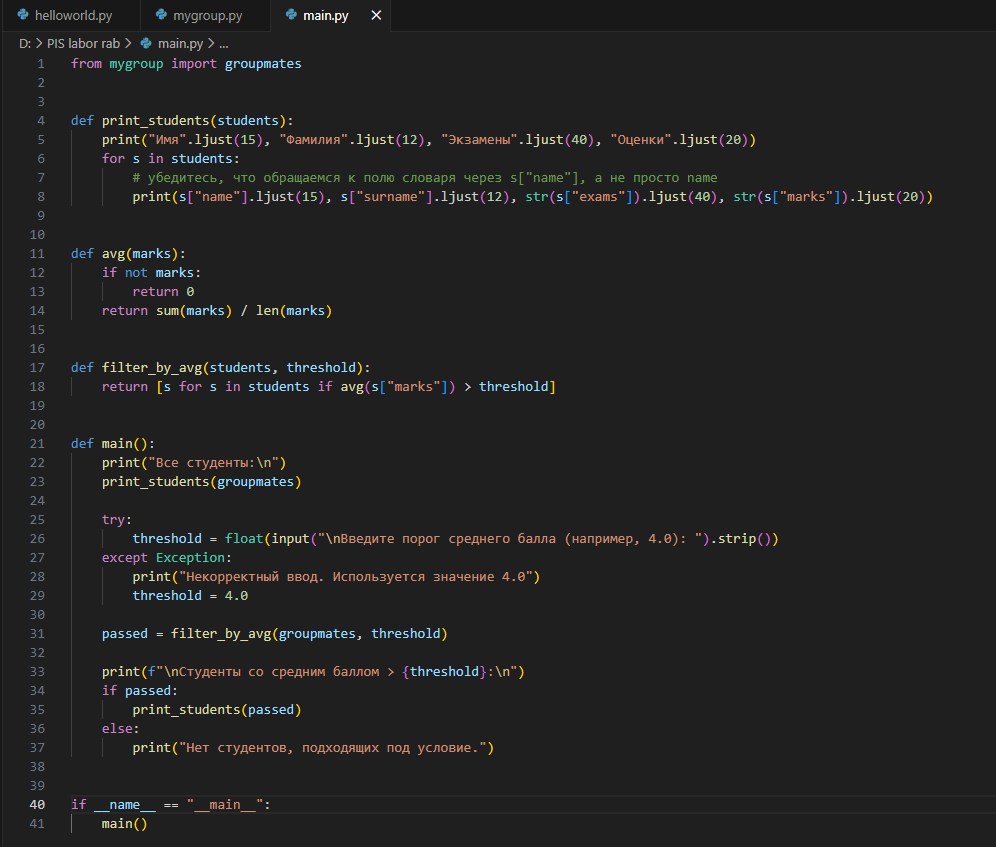 helloworld.py mygroup.py main.py
D: > PIS labor rab > main.py > ...
1 from mygroup import groupmates
2
3
4 def print_students(students):
5     print("Имя".ljust(15), "Фамилия".ljust(12), "Экзамены".ljust(40), "Оценки".ljust(20))
6     for s in students:
7         # убедитесь, что обращаемся к полю словаря через s["name"], а не просто name
8         print(s["name"].ljust(15), s["surname"].ljust(12), str(s["exams"]).ljust(40), str(s["marks"]).ljust(20))
9
10
11 def avg(marks):
12     if not marks:
13         return 0
14     return sum(marks) / len(marks)
15
16
17 def filter_by_avg(students, threshold):
18     return [s for s in students if avg(s["marks"]) > threshold]
19
20
21 def main():
22     print("Все студенты:\n")
23     print_students(groupmates)
24
25     try:
26         threshold = float(input("\nВведите порог среднего балла (например, 4.0): ").strip())
27     except Exception:
28         print("Некорректный ввод. Используется значение 4.0")
29         threshold = 4.0
30
31     passed = filter_by_avg(groupmates, threshold)
32
33     print(f"\nСтуденты со средним баллом > {threshold}:\n")
34     if passed:
35         print_students(passed)
36     else:
37         print("Нет студентов, подходящих под условие.")
38
39
40 if __name__ == "__main__":
41     main()